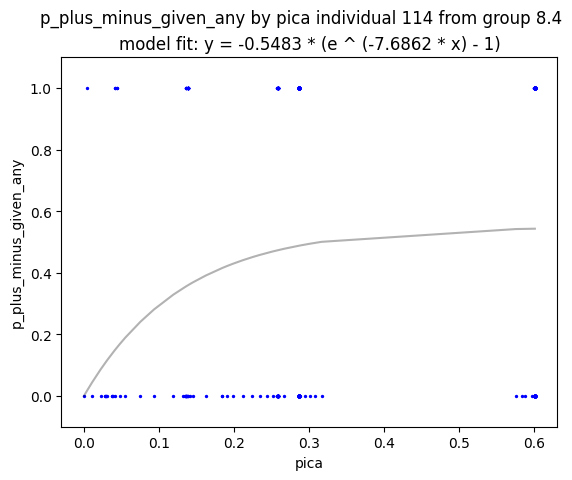 p_plus_minus_given_any by pica individual 114 from group 8.4
model fit: y = -0.5483 * (e ^ (-7.6862 * x) - 1)
1.0
0.8
0.6
0.4
0.2
0.0
p_plus_minus_given_any
0.0 0.1 0.2 0.3 0.4 0.5 0.6
pica